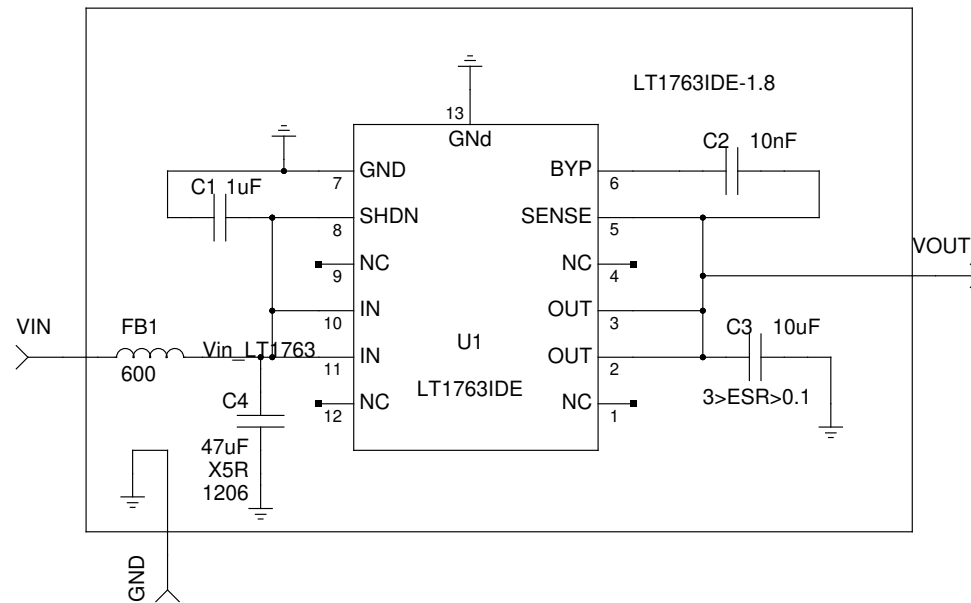 LT1763IDE-1.8
13
GNd
C2 10nF
GND
BYP
7
6
C1 1uF
SHDN
SENSE
8
5
VOUT
NC
NC
9
4
IN
OUT
10
3
VIN
FB1
U1
C3 10uF
Vin_LT1763
IN
OUT
600
11
2
LT1763IDE
3>ESR>0.1
C4
NC
NC
12
1
47uF
X5R
1206
GND